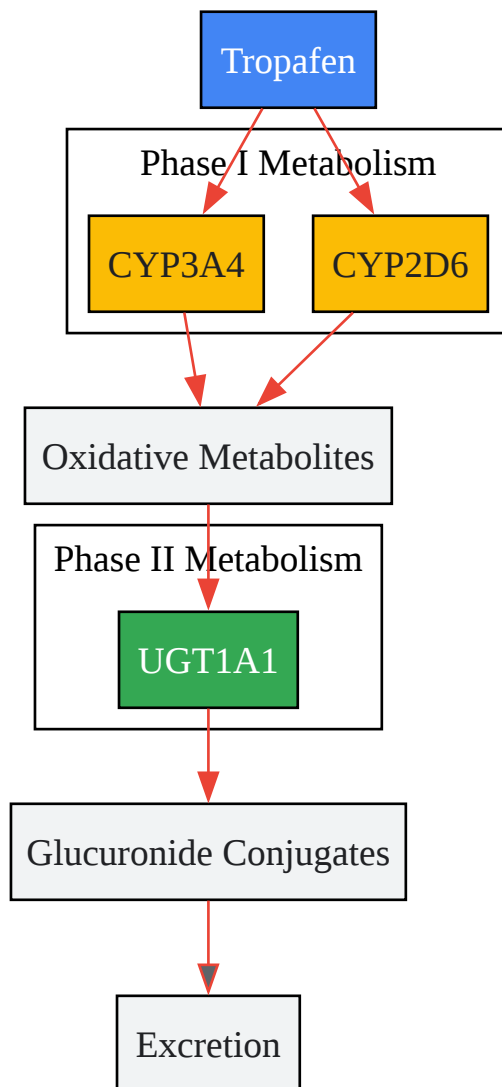 Tropafen
Phase I Metabolism
CYP3A4
CYP2D6
Oxidative Metabolites
Phase II Metabolism
UGT1A1
Glucuronide Conjugates
Excretion